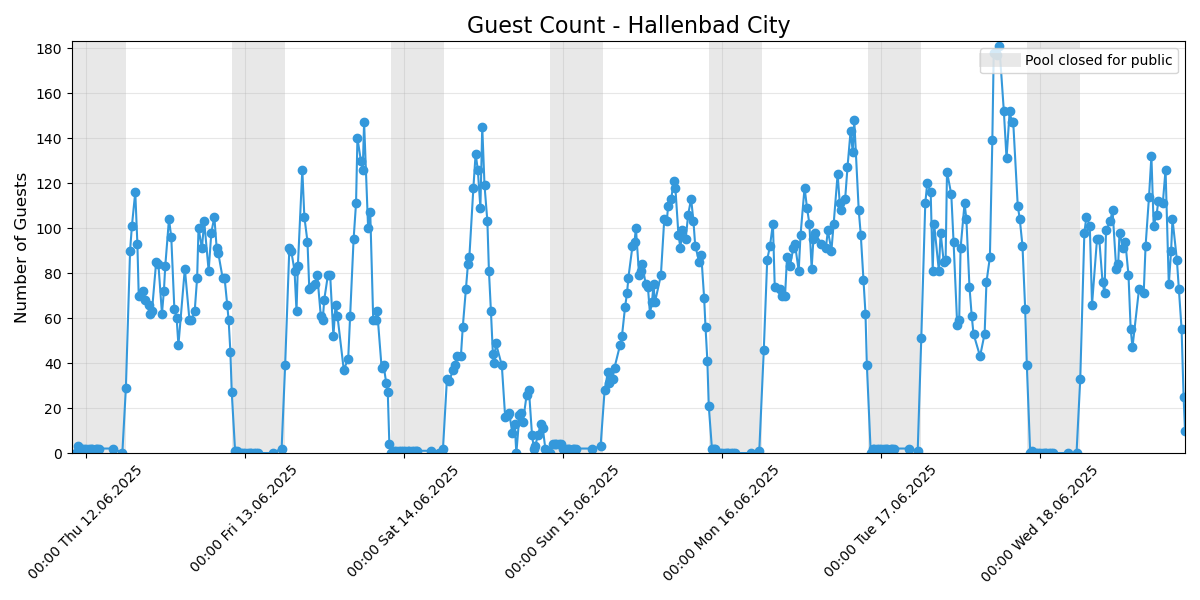 Guest Count - Hallenbad City
Pool closed for public
Number of Guests
180
160
140
120
100
80
60
40
20
0
00:00 Thu 12.06.2025
00:00 Fri 13.06.2025
00:00 Sat 14.06.2025
00:00 Sun 15.06.2025
00:00 Mon 16.06.2025
00:00 Tue 17.06.2025
00:00 Wed 18.06.2025